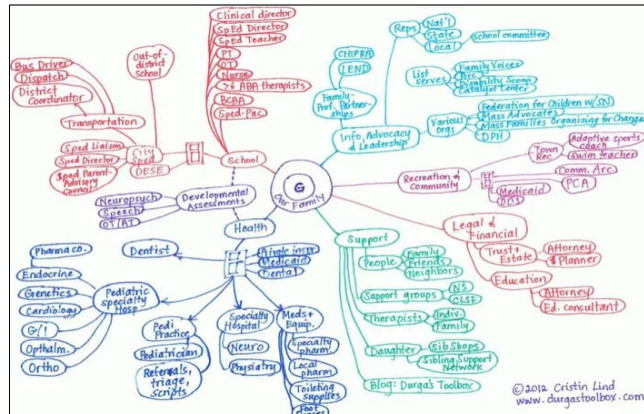 Clinical director
SpEd Director
SpEd Teacher
PT
OT
Nurse
>6 ABA therapists
BCBA
Sped-Pac
School
Out-of-
district
School
Bus Driver
Dispatch
District
Coordinator
Transportation
City
Sped
DESE
Sped Liaison
Sped Director
Sped Parent
Advisory
Council
Developmental
Assessments
Neuropsych
Speech
OT/AT
G
Our Family
Info, Advocacy
& Leadership
Reps
Nat'l
State
Local
school committee
CHIPRA
LEND
Family-
Prof. Partner-
ships
List
serves
Family Voices
Arc
Disability Scoop
Catalyst Center
Various
Orgs
Federation for Children w/SN
Mass Advocates
Mass Families Organizing for Change
DPH
Recreation &
Community
Town
Rec
Adaptive sports
coach
Swim teacher
Comm. Arc
PCA
Medicaid
DDS
Legal &
Financial
Trust &
Estate
Attorney
$ Planner
Education
Attorney
Ed. consultant
Support
People
Family
Friends
Neighbors
Support groups
NS
CLSE
Therapists
Indiv.
Family
Daughter
SibShops
Sibling Support
Network
Blog: Durga's Toolbox
Health
Dentist
Private insur
Medicaid
Dental
Pediatric
Specialty
Hosp
Pharma co.
Endocrine
Genetics
Cardiology
G/I
Opthalm.
Ortho
Pedi
Practice
Pediatrician
Referrals,
triage,
scripts
Specialty
Hospital
Neuro
Physiatry
Meds +
Equip.
Specialty
pharm
Local
pharm
Toileting
supplies
Foot
©2012 Cristin Lind
www.durgastoolbox.com